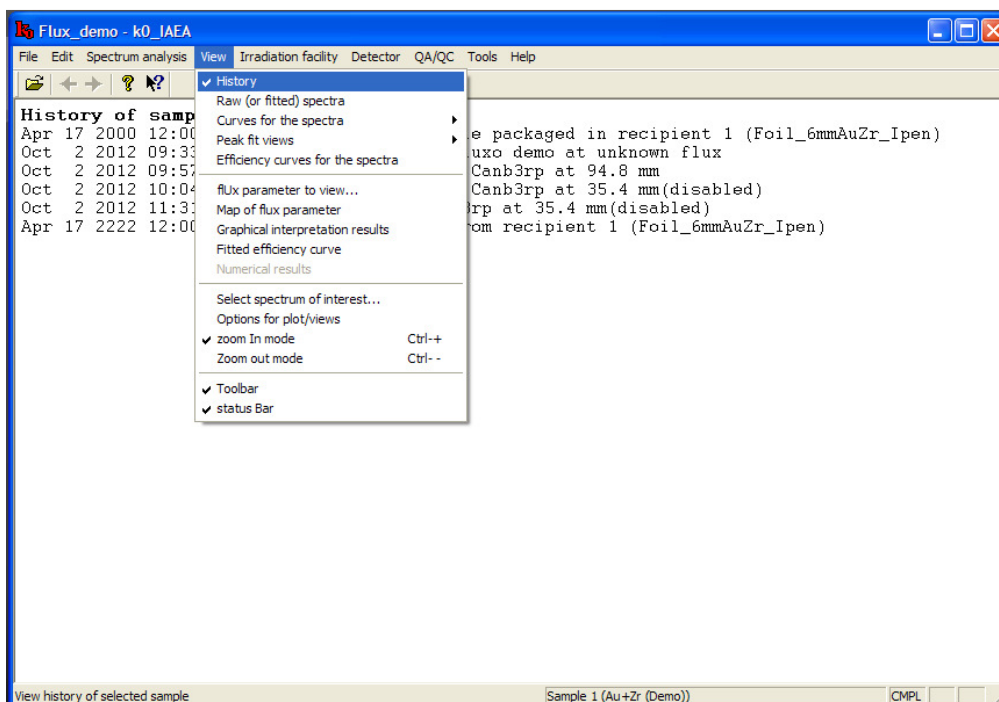 Flux_demo - k0_IAEA
File Edit Spectrum analysis View Irradiation facility Detector QA/QC Tools Help
History of samp
Apr 17 2000 12:00 e packaged in recipient 1 (Foil_6mmAuZr_Ipen)
Oct 2 2012 09:33 uxo demo at unknown flux
Oct 2 2012 09:57 Canb3rp at 94.8 mm
Oct 2 2012 10:04 Canb3rp at 35.4 mm(disabled)
Oct 2 2012 11:31 3rp at 35.4 mm(disabled)
Apr 17 2222 12:00 om recipient 1 (Foil_6mmAuZr_Ipen)
History
Raw (or fitted) spectra
Curves for the spectra
Peak fit views
Efficiency curves for the spectra
flUx parameter to view...
Map of flux parameter
Graphical interpretation results
Fitted efficiency curve
Numerical results
Select spectrum of interest...
Options for plot/views
zoom In mode Ctrl-+
Zoom out mode Ctrl- -
Toolbar
status Bar
View history of selected sample Sample 1 (Au+Zr (Demo)) CMPL